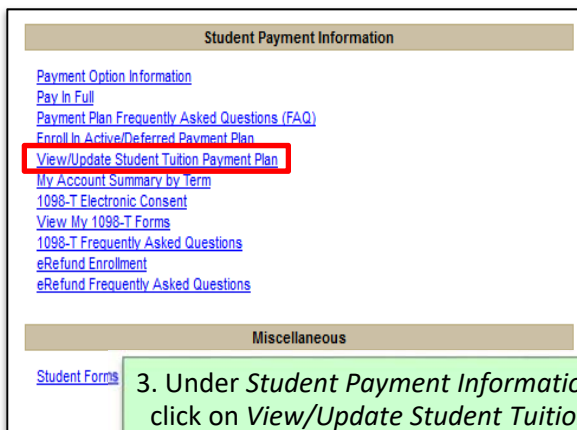 Student Payment Information
Payment Option Information
Pay In Full
Payment Plan Frequently Asked Questions (FAQ)
Enroll In Active/Deferred Payment Plan
View/Update Student Tuition Payment Plan
My Account Summary by Term
1098-T Electronic Consent
View My 1098-T Forms
1098-T Frequently Asked Questions
eRefund Enrollment
eRefund Frequently Asked Questions
Miscellaneous
Student Forms
3. Under Student Payment Informatio
click on View/Update Student Tuitio